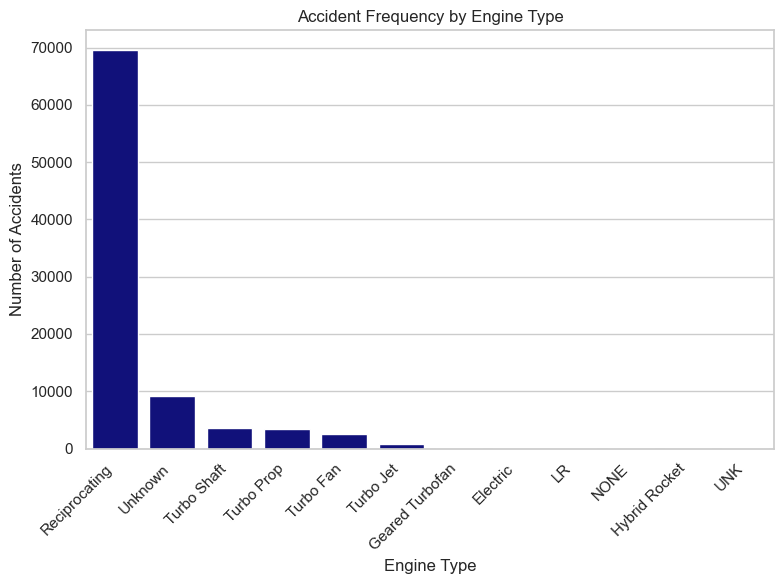 Accident Frequency by Engine Type
Number of Accidents
70000
60000
50000
40000
30000
20000
10000
0
Reciprocating
Unknown
Turbo Shaft
Turbo Prop
Turbo Fan
Turbo Jet
Geared Turbofan
Electric
LR
NONE
Hybrid Rocket
UNK
Engine Type